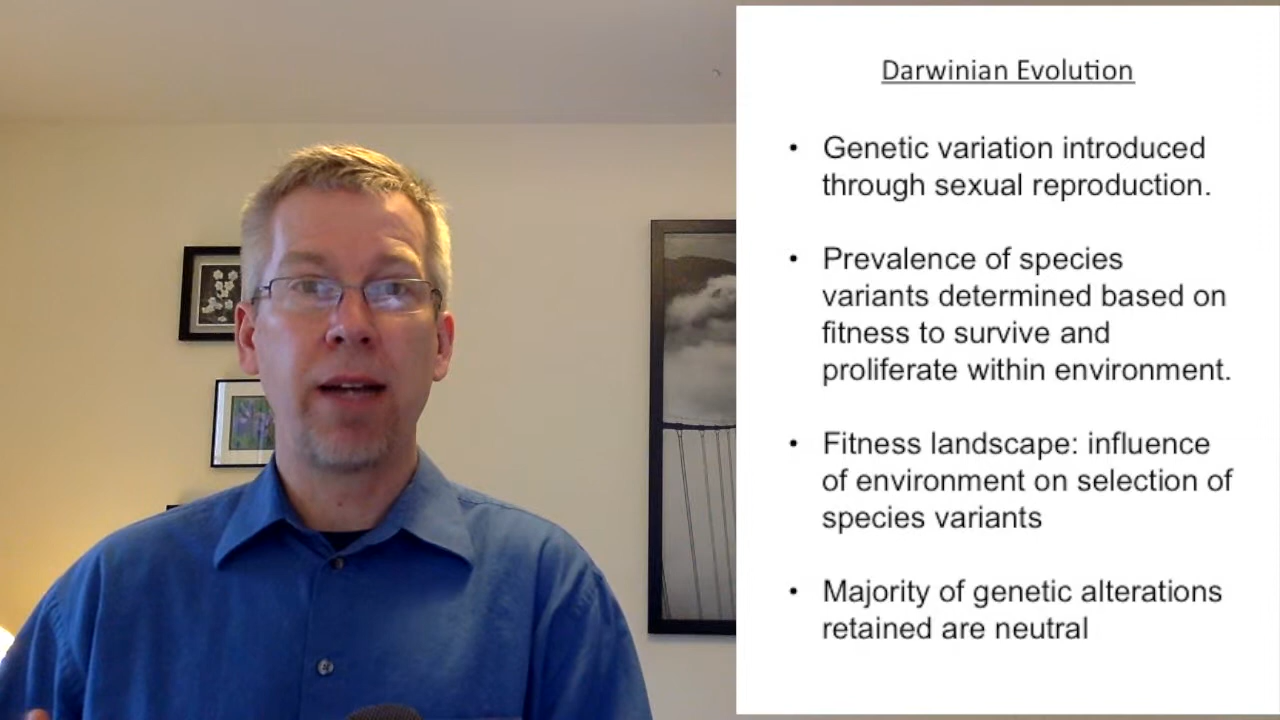 Darwinian Evolution
• Genetic variation introduced
through sexual reproduction.
• Prevalence of species
variants determined based on
fitness to survive and
proliferate within environment.
• Fitness landscape: influence
of environment on selection of
species variants
• Majority of genetic alterations
retained are neutral